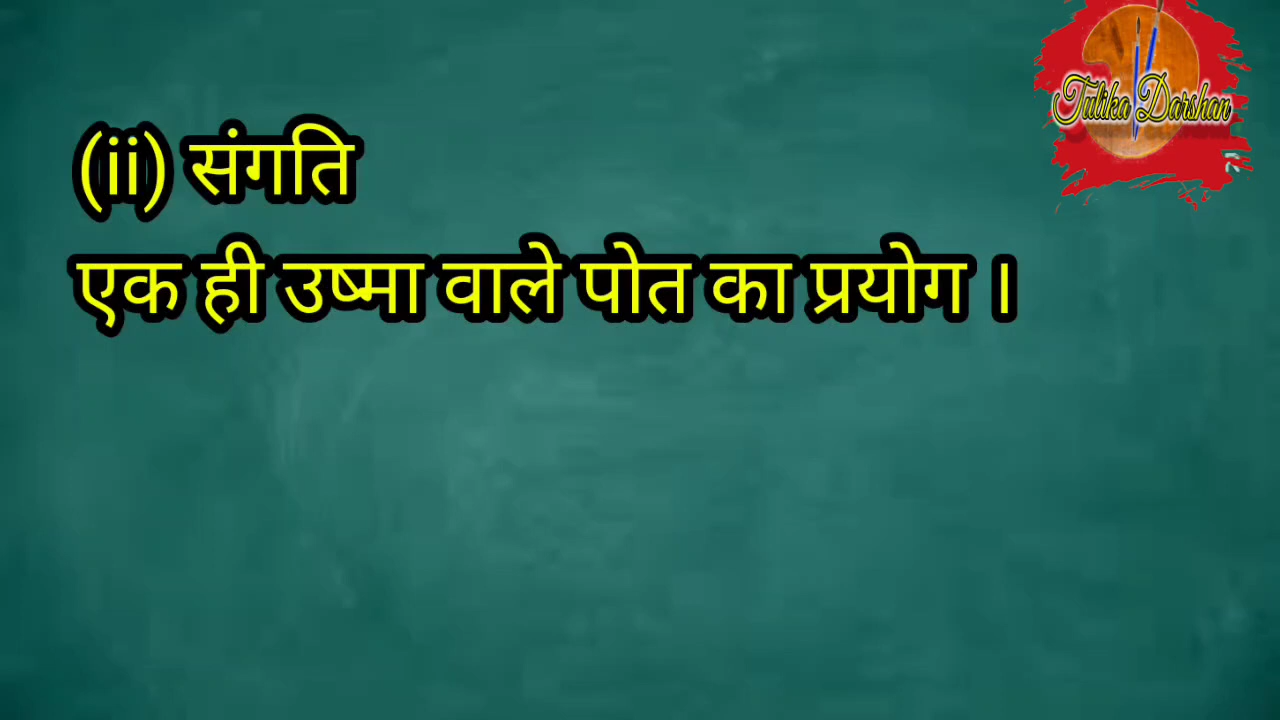 Tulika Darshan
(ii) संगति
एक ही उष्मा वाले पोत का प्रयोग ।